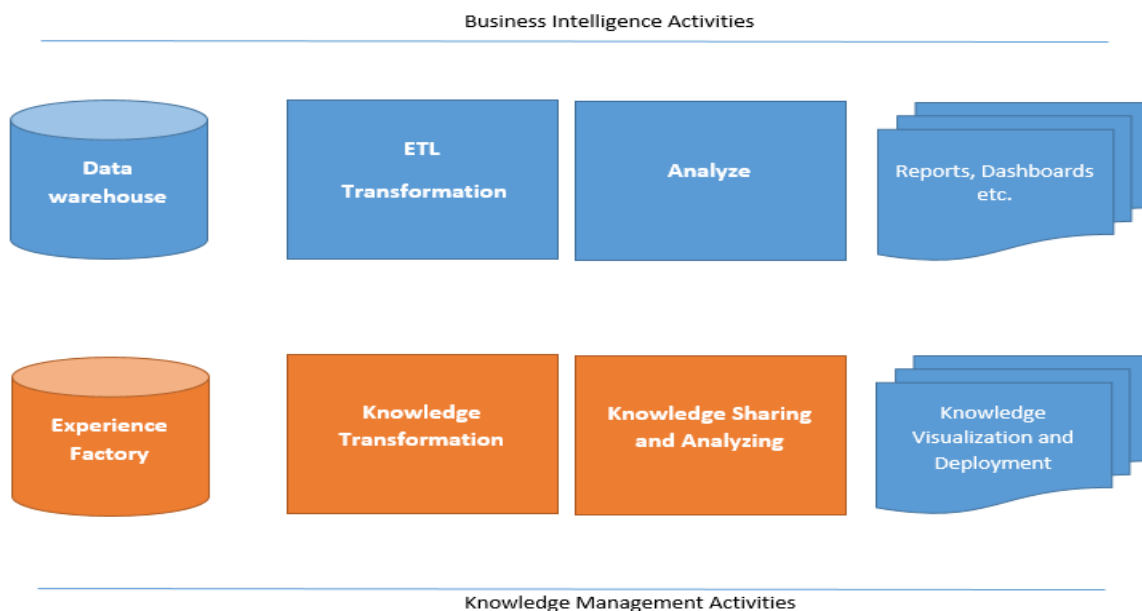 Business Intelligence Activities
Data
warehouse
ETL
Transformation
Analyze
Reports, Dashboards
etc.
Experience
Factory
Knowledge
Transformation
Knowledge Sharing
and Analyzing
Knowledge
Visualization and
Deployment
Knowledge Management Activities